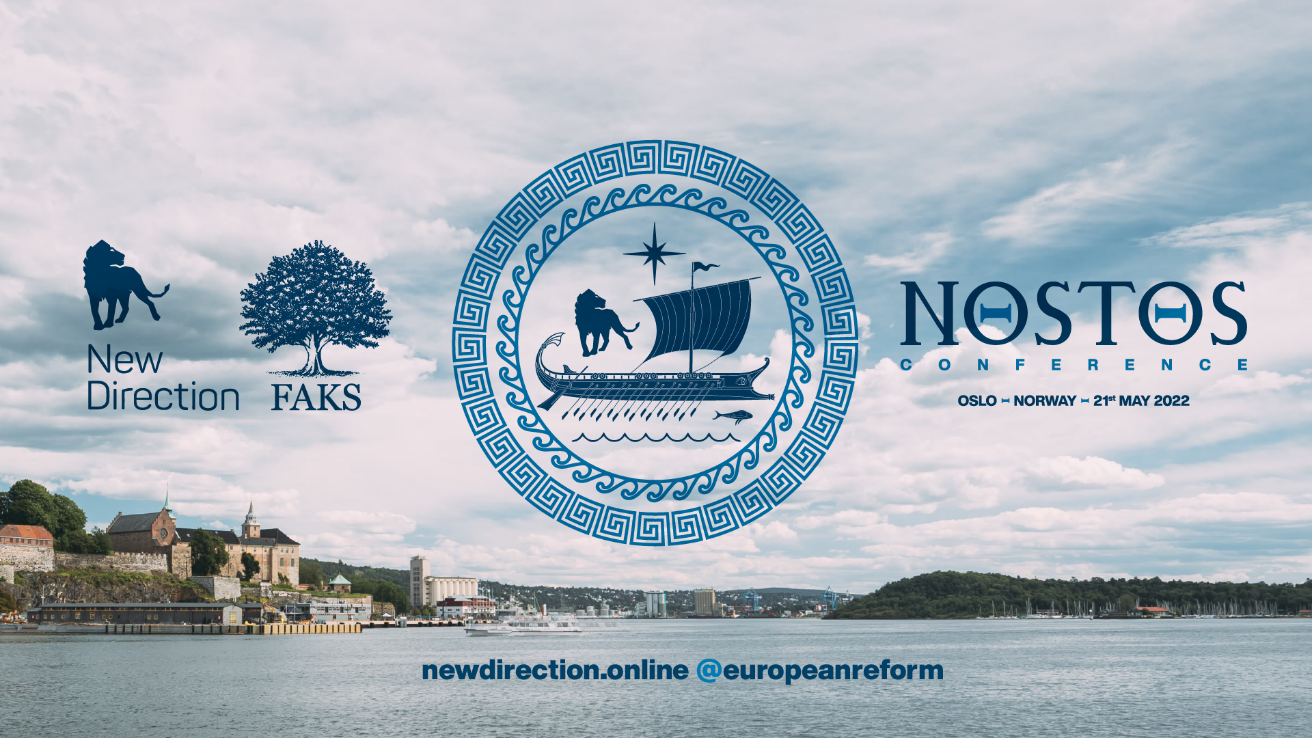 New
Direction
FAKS
NOSTOS
CONFERENCE
OSLO - NORWAY - 21st MAY 2022
newdirection.online @europeanreform